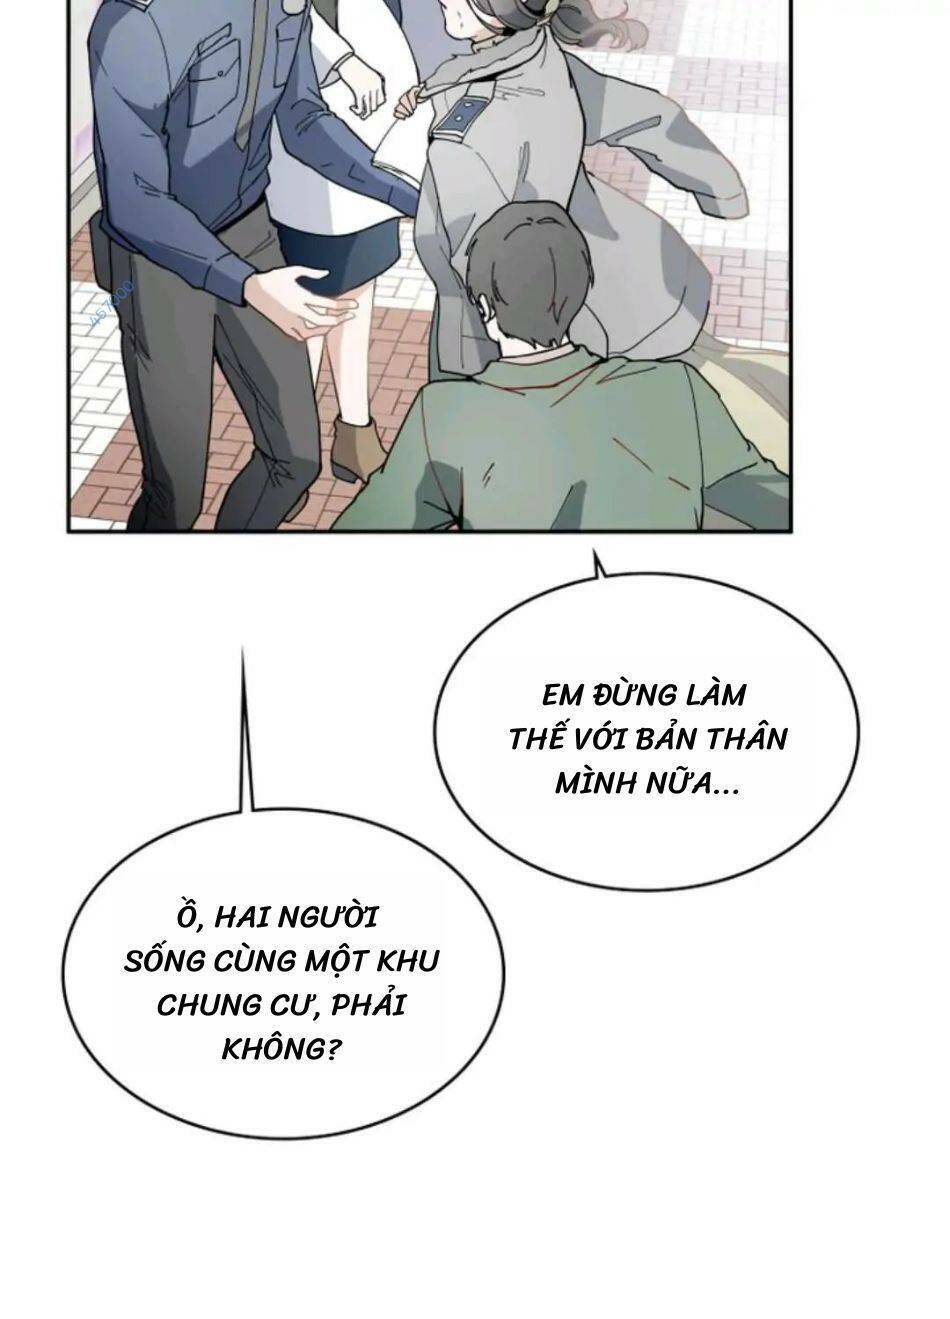 457000
EM ĐỪNG LÀM
THẾ VỚI BẢN THÂN
MÌNH NỮA...
Ồ, HAI NGƯỜI
SỐNG CÙNG MỘT KHU
CHUNG CƯ, PHẢI
KHÔNG?